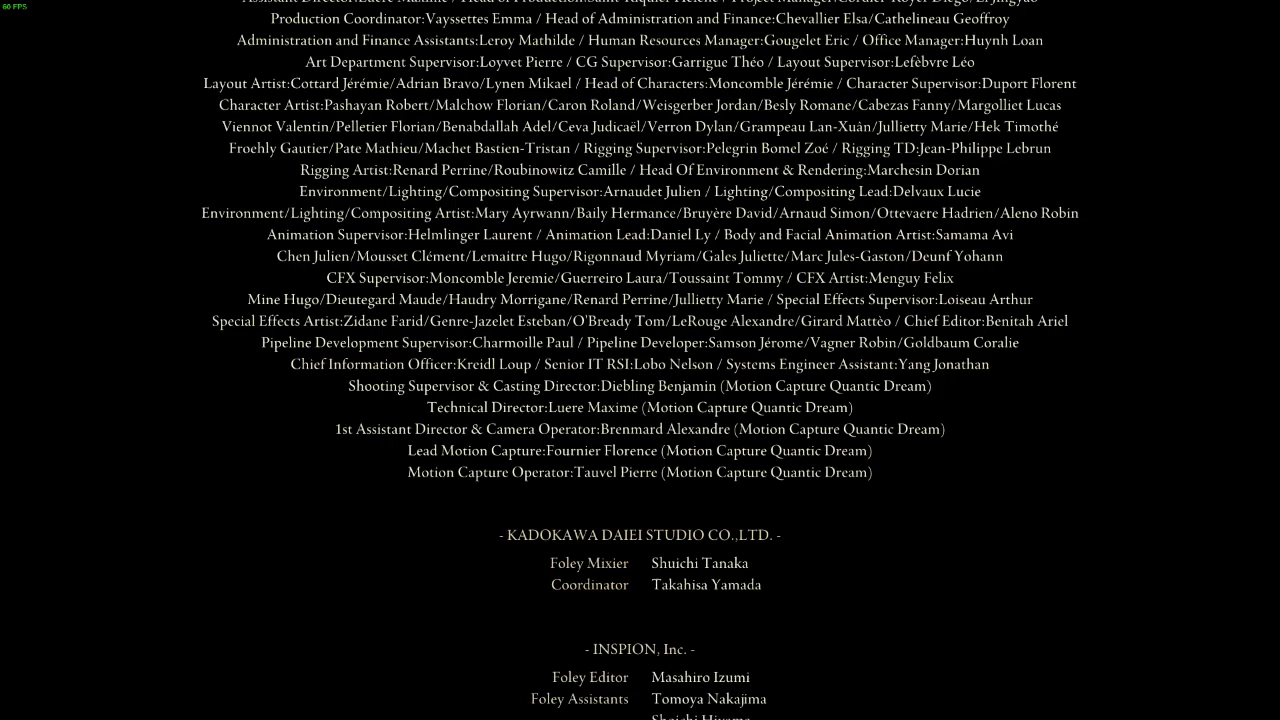 60 FPS
Production Coordinator:Vayssettes Emma / Head of Administration and Finance:Chevallier Elsa/Cathelineau Geoffroy
Administration and Finance Assistants:Leroy Mathilde / Human Resources Manager:Gougelet Eric / Office Manager:Huynh Loan
Art Department Supervisor:Loyvet Pierre / CG Supervisor:Garrigue Théo / Layout Supervisor:Lefèbvre Léo
Layout Artist:Cottard Jérémie/Adrian Bravo/Lynen Mikael / Head of Characters:Moncomble Jérémie / Character Supervisor:Duport Florent
Character Artist:Pashayan Robert/Malchow Florian/Caron Roland/Weisgerber Jordan/Besly Romane/Cabezas Fanny/Margolliet Lucas
Viennot Valentin/Pelletier Florian/Benabdallah Adel/Ceva Judicaël/Verron Dylan/Grampeau Lan-Xuân/Jullietty Marie/Hek Timothé
Froehly Gautier/Pate Mathieu/Machet Bastien-Tristan / Rigging Supervisor:Pelegrin Bomel Zoé / Rigging TD:Jean-Philippe Lebrun
Rigging Artist:Renard Perrine/Roubinowitz Camille / Head Of Environment & Rendering:Marchesin Dorian
Environment/Lighting/Compositing Supervisor:Arnaudet Julien / Lighting/Compositing Lead:Delvaux Lucie
Environment/Lighting/Compositing Artist:Mary Ayrwann/Baily Hermance/Bruyère David/Arnaud Simon/Ottevaere Hadrien/Aleno Robin
Animation Supervisor:Helmlinger Laurent / Animation Lead:Daniel Ly / Body and Facial Animation Artist:Samama Avi
Chen Julien/Mousset Clément/Lemaitre Hugo/Rigonnaud Myriam/Gales Juliette/Marc Jules-Gaston/Deunf Yohann
CFX Supervisor:Moncomble Jeremie/Guerreiro Laura/Toussaint Tommy / CFX Artist:Menguy Felix
Mine Hugo/Dieutegard Maude/Haudry Morrigane/Renard Perrine/Jullietty Marie / Special Effects Supervisor:Loiseau Arthur
Special Effects Artist:Zidane Farid/Genre-Jazelet Esteban/O'Bready Tom/LeRouge Alexandre/Girard Mattèo / Chief Editor:Benitah Ariel
Pipeline Development Supervisor:Charmoille Paul / Pipeline Developer:Samson Jérome/Vagner Robin/Goldbaum Coralie
Chief Information Officer:Kreidl Loup / Senior IT RSI:Lobo Nelson / Systems Engineer Assistant:Yang Jonathan
Shooting Supervisor & Casting Director:Diebling Benjamin (Motion Capture Quantic Dream)
Technical Director:Luere Maxime (Motion Capture Quantic Dream)
1st Assistant Director & Camera Operator:Brenmard Alexandre (Motion Capture Quantic Dream)
Lead Motion Capture:Fournier Florence (Motion Capture Quantic Dream)
Motion Capture Operator:Tauvel Pierre (Motion Capture Quantic Dream)
- KADOKAWA DAIEI STUDIO CO.,LTD. -
Foley Mixier Shuichi Tanaka
Coordinator Takahisa Yamada
- INSPION, Inc. -
Foley Editor Masahiro Izumi
Foley Assistants Tomoya Nakajima